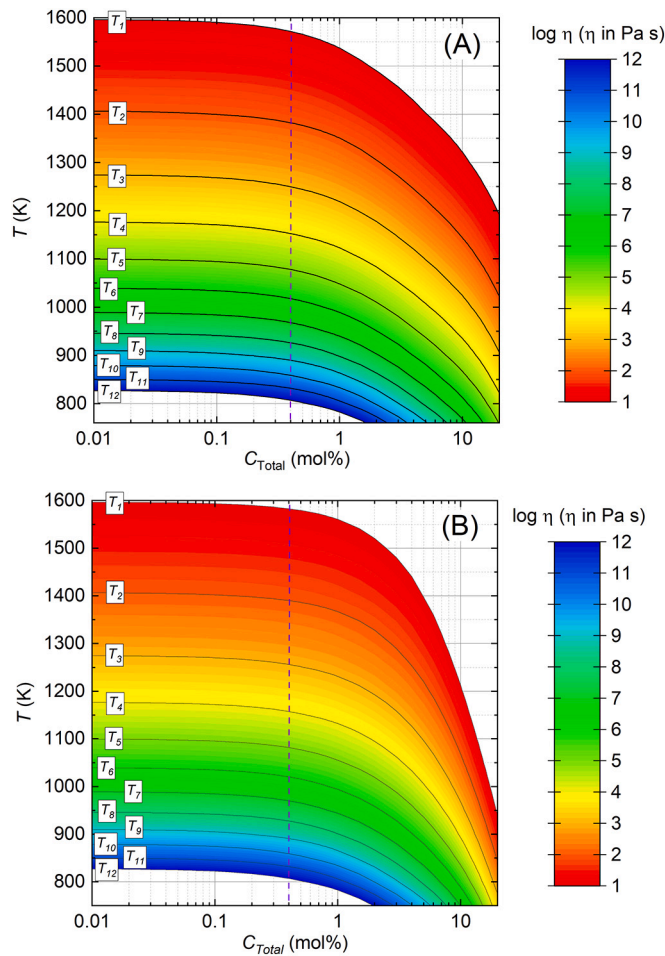 1600
1500
1400
1300
1200
1100
1000
900
800
T (K)
T1
T2
T3
T4
T5
T6
T7
T8
T9
T10
T11
T12
(A)
0.01
0.1
1
10
CTotal (mol%)
log η (η in Pa s)
12
11
10
9
8
7
6
5
4
3
2
1
1600
1500
1400
1300
1200
1100
1000
900
800
T (K)
T1
T2
T3
T4
T5
T6
T7
T8
T9
T10
T11
T12
(B)
0.01
0.1
1
10
CTotal (mol%)
log η (η in Pa s)
12
11
10
9
8
7
6
5
4
3
2
1